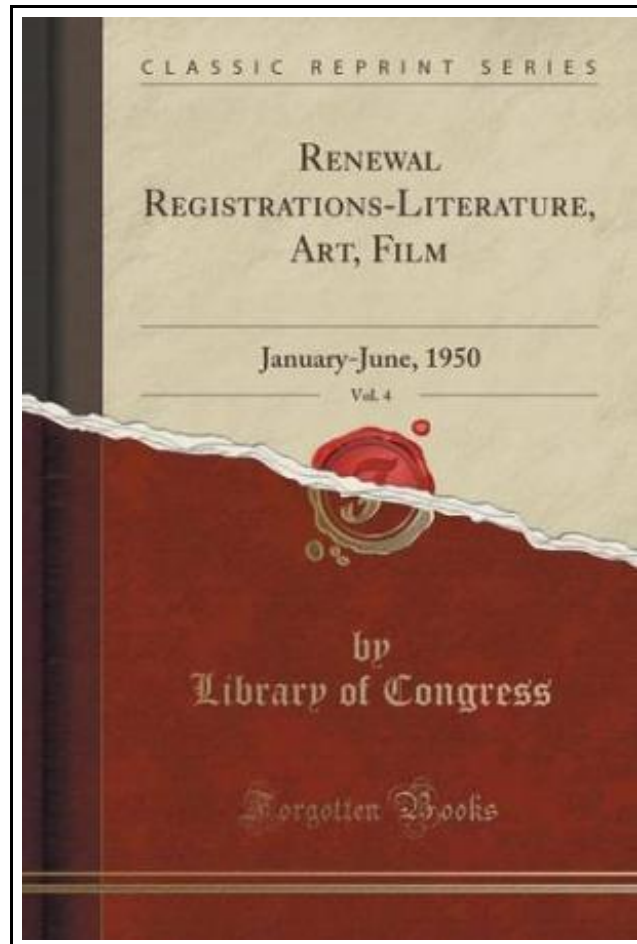 CLASSIC REPRINT SERIES
RENEWAL
REGISTRATIONS-LITERATURE,
ART, FILM
January-June, 1950
Vol. 4
F
by
Library of Congress
Forgotten Books